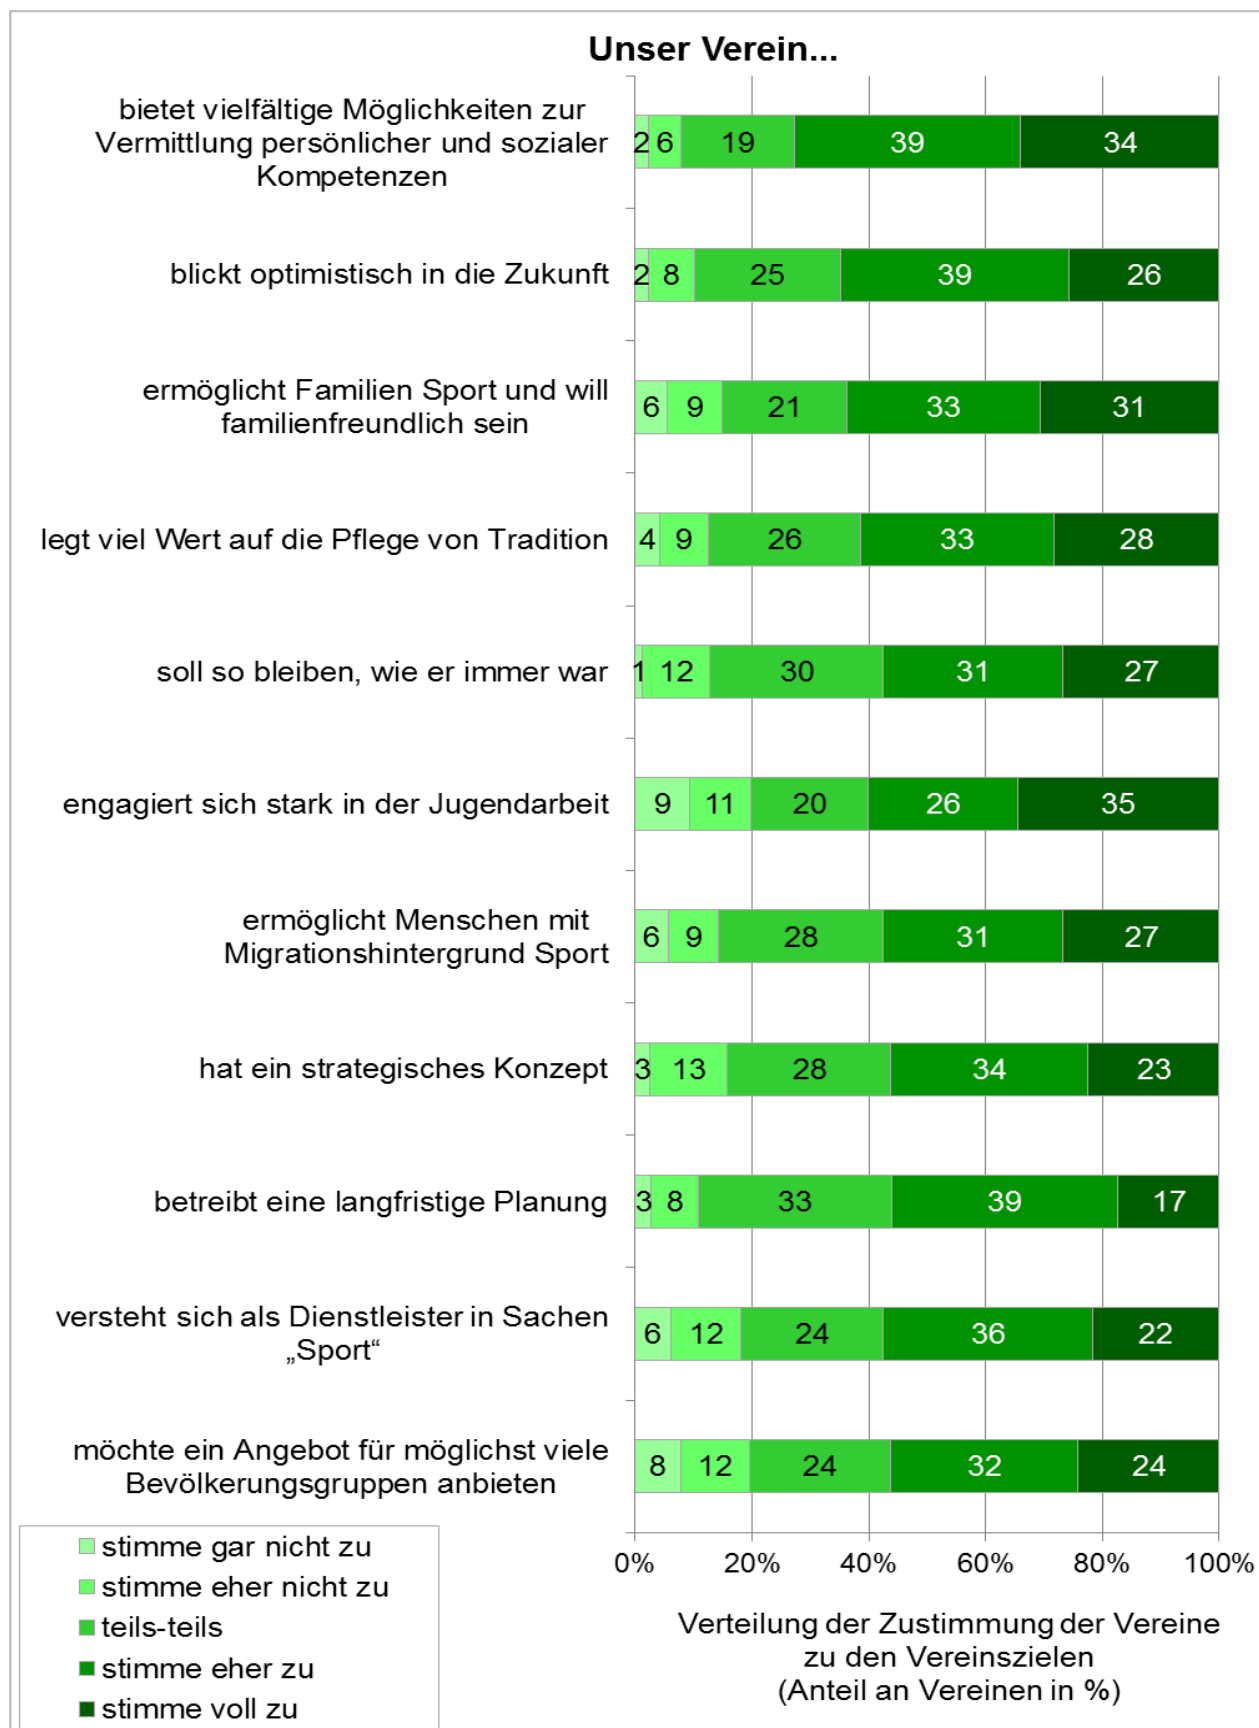 Unser Verein...
bietet vielfältige Möglichkeiten zur
Vermittlung persönlicher und sozialer
Kompetenzen
2 6 19 39 34
blickt optimistisch in die Zukunft
2 8 25 39 26
ermöglicht Familien Sport und will
familienfreundlich sein
6 9 21 33 31
legt viel Wert auf die Pflege von Tradition
4 9 26 33 28
soll so bleiben, wie er immer war
1 12 30 31 27
engagiert sich stark in der Jugendarbeit
9 11 20 26 35
ermöglicht Menschen mit
Migrationshintergrund Sport
6 9 28 31 27
hat ein strategisches Konzept
3 13 28 34 23
betreibt eine langfristige Planung
3 8 33 39 17
versteht sich als Dienstleister in Sachen
„Sport“
6 12 24 36 22
möchte ein Angebot für möglichst viele
Bevölkerungsgruppen anbieten
8 12 24 32 24
0% 20% 40% 60% 80% 100%
stimme gar nicht zu
stimme eher nicht zu
teils-teils
stimme eher zu
stimme voll zu
Verteilung der Zustimmung der Vereine
zu den Vereinszielen
(Anteil an Vereinen in %)